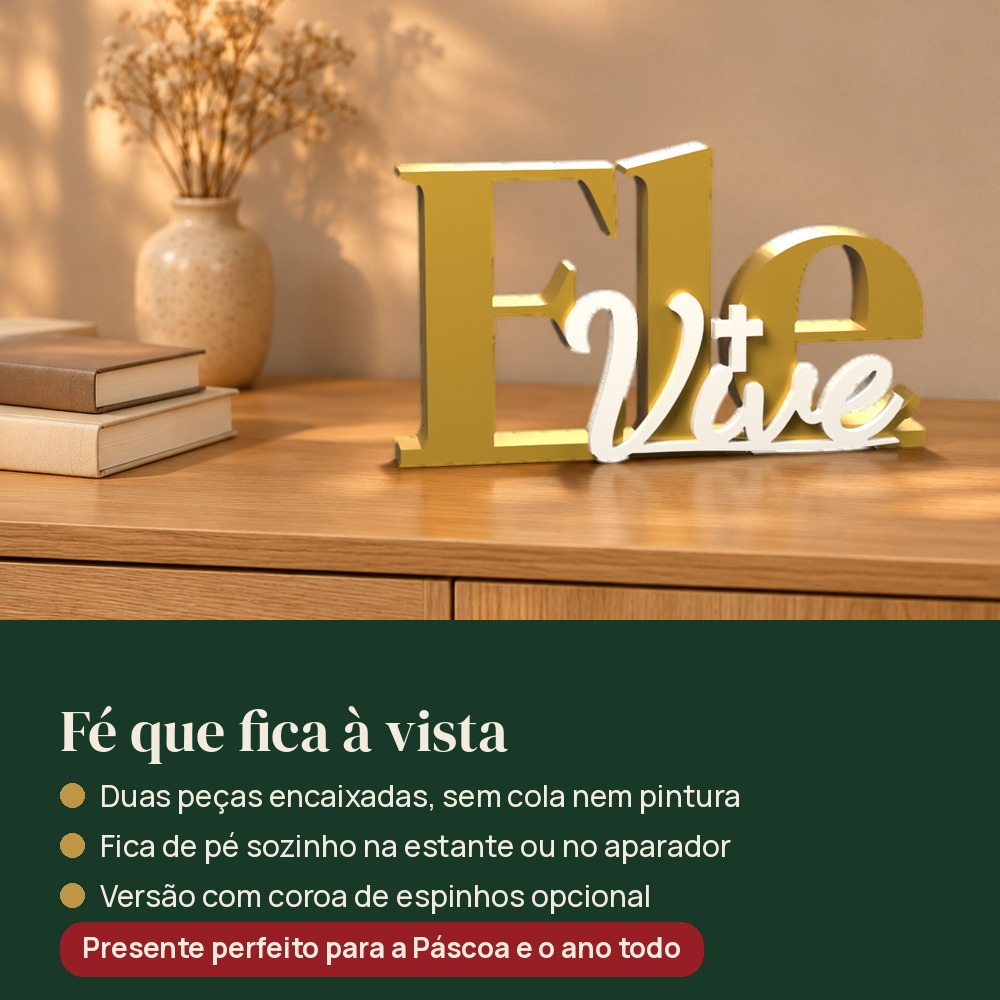 Ele
Vive
Fé que fica à vista
Duas peças encaixadas, sem cola nem pintura
Fica de pé sozinho na estante ou no aparador
Versão com coroa de espinhos opcional
Presente perfeito para a Páscoa e o ano todo